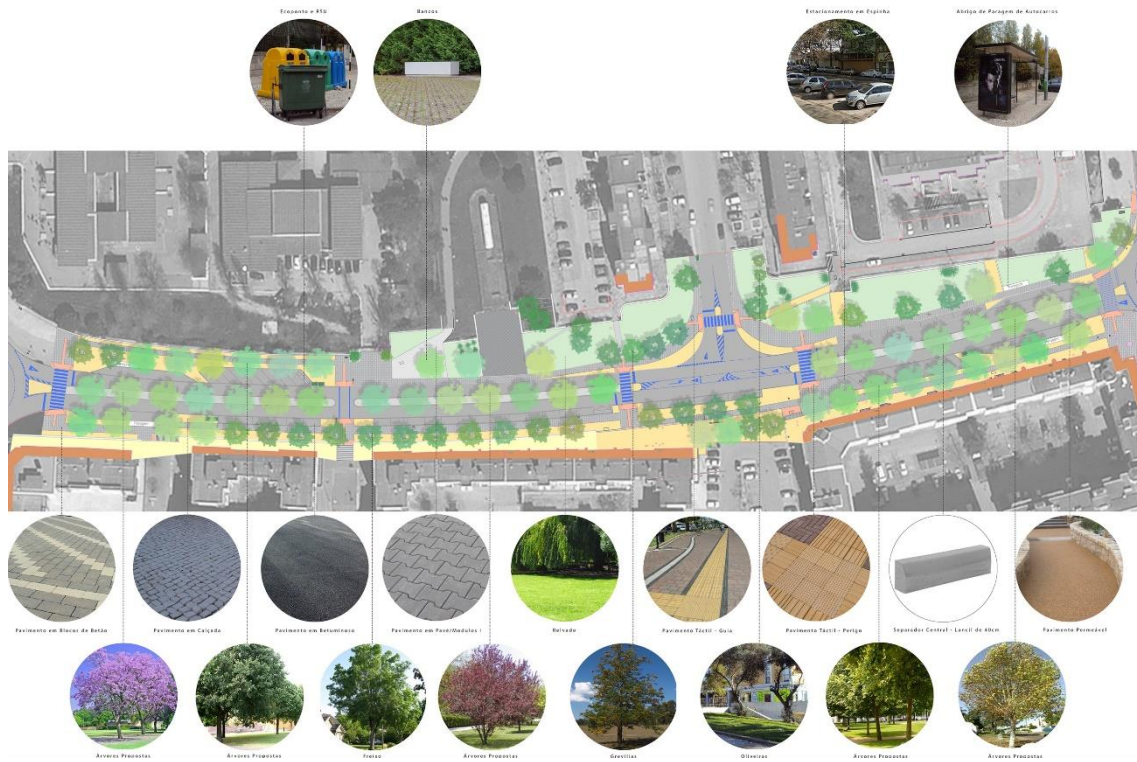 Ecoponto e RSU
Bancos
Estacionamento em Espinha
Abrigo de Paragem de Autocarros
Pavimento em Blocos de Betão
Pavimento em Calçada
Pavimento em Betuminoso
Pavimento em Pavê/Modulos I
Relvado
Pavimento Táctil - Guia
Pavimento Táctil - Perigo
Separador Central - Lancil de 40cm
Pavimento Permeável
Árvores Propostas
Árvores Propostas
Freixo
Árvores Propostas
Grevílias
Oliveiras
Árvores Propostas
Árvores Propostas